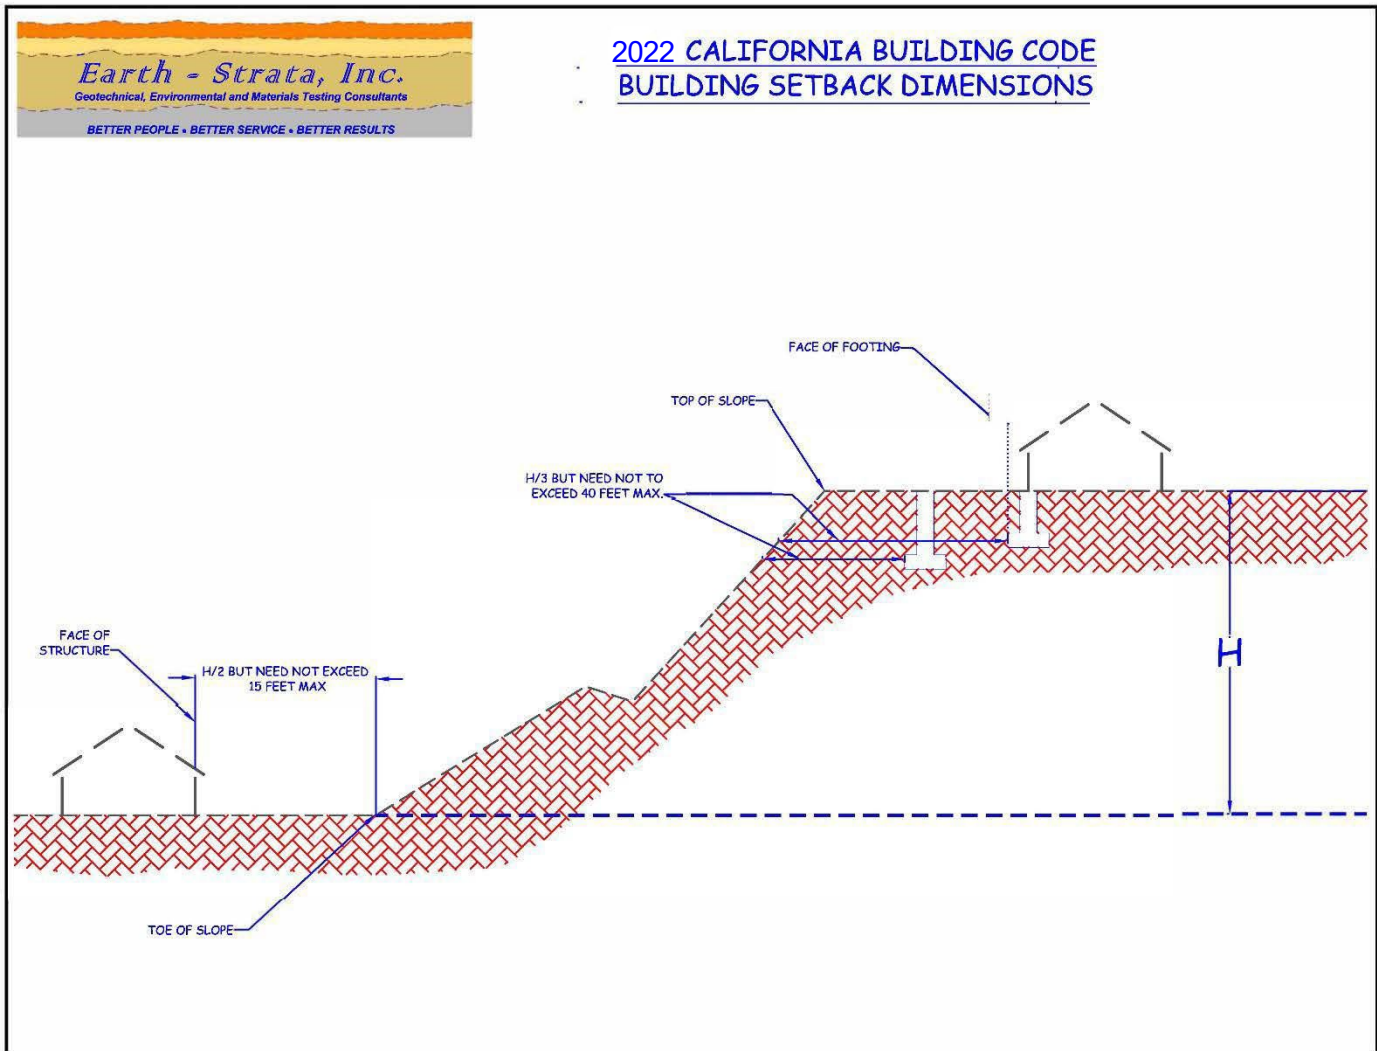 Earth - Strata, Inc.
Geotechnical, Environmental and Materials Testing Consultants
BETTER PEOPLE • BETTER SERVICE • BETTER RESULTS
2022 CALIFORNIA BUILDING CODE
BUILDING SETBACK DIMENSIONS
FACE OF FOOTING
TOP OF SLOPE
H/3 BUT NEED NOT TO
EXCEED 40 FEET MAX.
FACE OF
STRUCTURE
H/2 BUT NEED NOT EXCEED
15 FEET MAX
H
TOE OF SLOPE